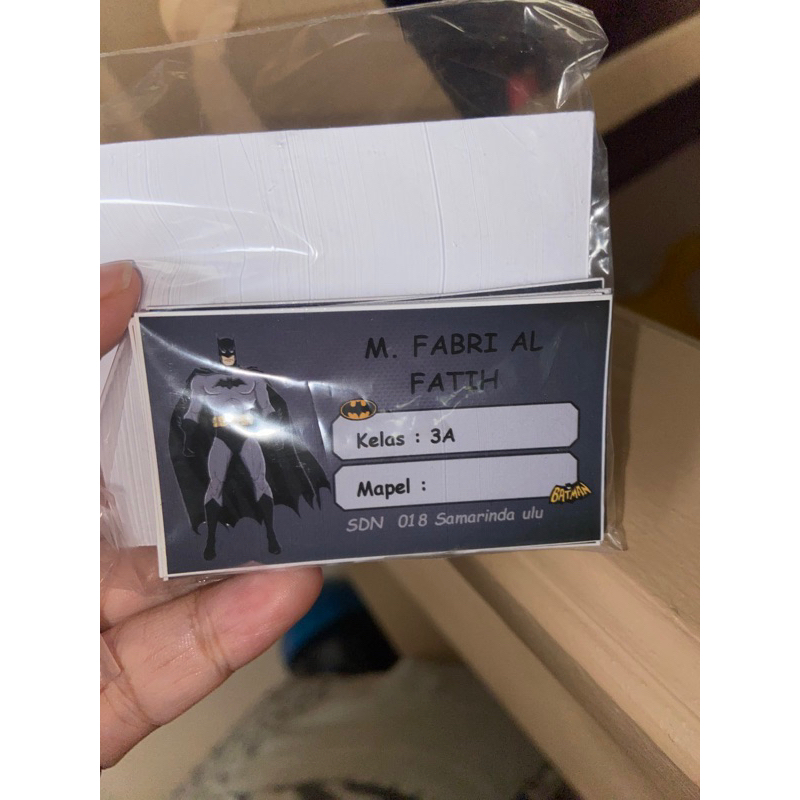 M. FABRI AL
FATIH
Kelas : 3A
Mapel :
BATMAN
SDN 018 Samarinda ulu